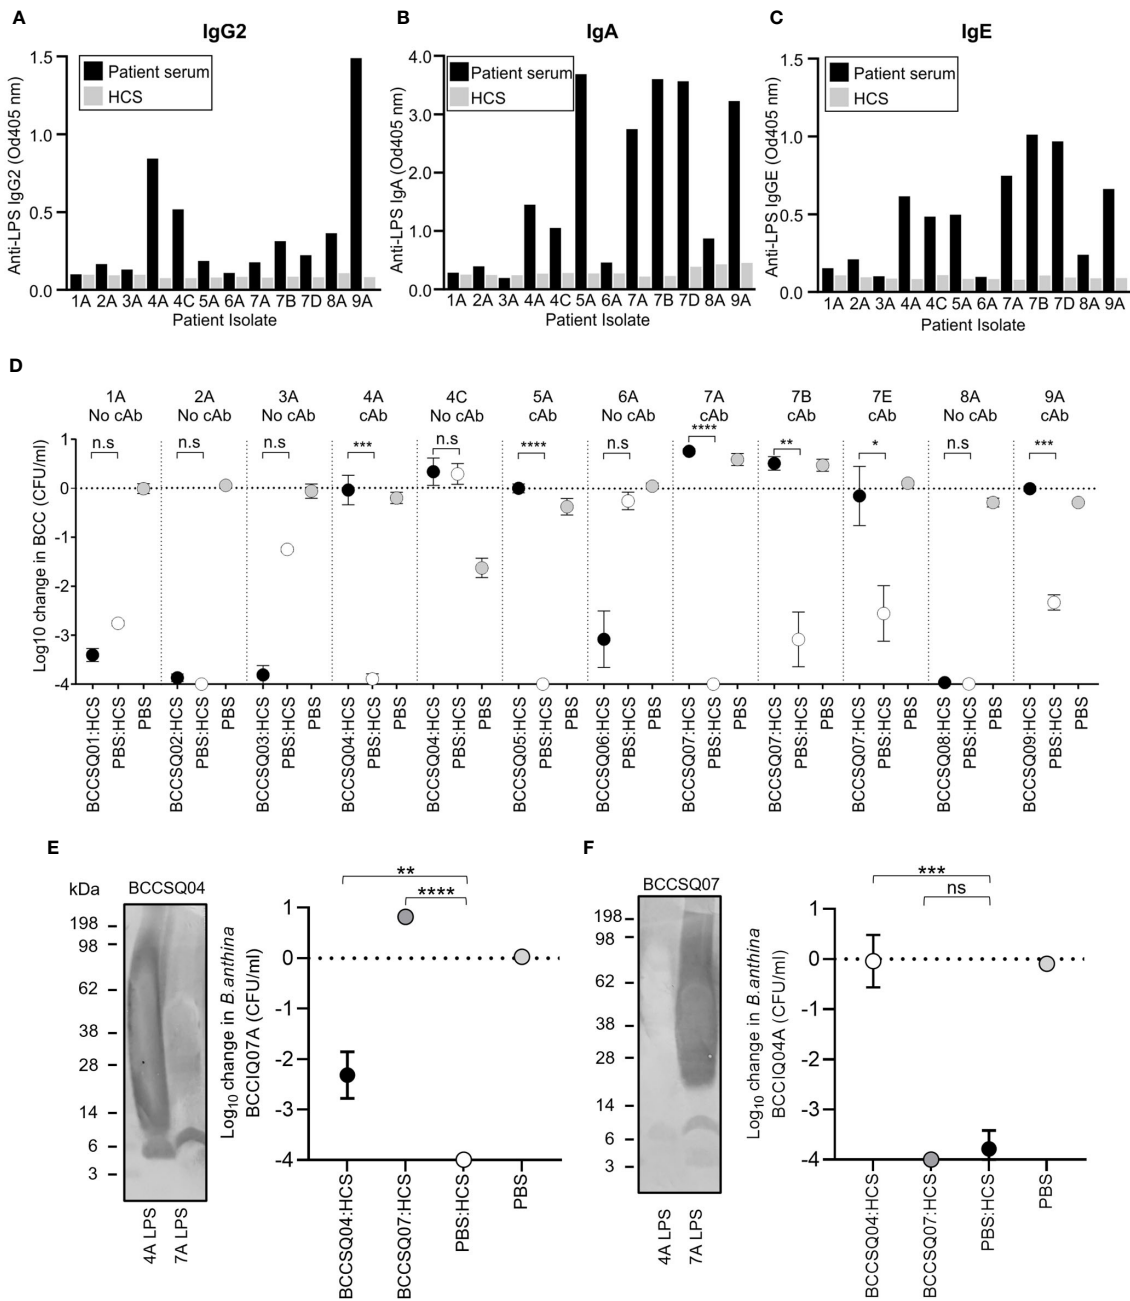 A
IgG2
Anti-LPS IgG2 (Od405 nm)
1.5
1.0
0.5
0.0
Patient serum
HCS
1A 2A 3A 4A 4C 5A 6A 7A 7B 7D 8A 9A
Patient Isolate
B
IgA
Anti-LPS IgA (Od405 nm)
4.0
3.0
2.0
1.0
0.0
Patient serum
HCS
1A 2A 3A 4A 4C 5A 6A 7A 7B 7D 8A 9A
Patient Isolate
C
IgE
Anti-LPS IgGE (Od405 nm)
1.5
1.0
0.5
0.0
Patient serum
HCS
1A 2A 3A 4A 4C 5A 6A 7A 7B 7D 8A 9A
Patient Isolate
D
1A 2A 3A 4A 4C 5A 6A 7A 7B 7E 8A 9A
No cAb No cAb No cAb cAb No cAb cAb No cAb cAb cAb cAb No cAb cAb
n.s n.s n.s *** n.s **** n.s **** ** * n.s ***
Log10 change in BCC (CFU/ml)
1
0
-1
-2
-3
-4
BCCSQ01:HCS
PBS:HCS
PBS
BCCSQ02:HCS
PBS:HCS
PBS
BCCSQ03:HCS
PBS:HCS
PBS
BCCSQ04:HCS
PBS:HCS
PBS
BCCSQ04:HCS
PBS:HCS
PBS
BCCSQ05:HCS
PBS:HCS
PBS
BCCSQ06:HCS
PBS:HCS
PBS
BCCSQ07:HCS
PBS:HCS
PBS
BCCSQ07:HCS
PBS:HCS
PBS
BCCSQ07:HCS
PBS:HCS
PBS
BCCSQ08:HCS
PBS:HCS
PBS
BCCSQ09:HCS
PBS:HCS
PBS
E
kDa
BCCSQ04
198
98
62
38
28
14
6
3
4A LPS
7A LPS
Log10 change in B.anthina
BCCIQ07A (CFU/ml)
**
****
1
0
-1
-2
-3
-4
BCCSQ04:HCS
BCCSQ07:HCS
PBS:HCS
PBS
F
BCCSQ07
198
98
62
38
28
14
6
3
4A LPS
7A LPS
Log10 change in B.anthina
BCCIQ04A (CFU/ml)
***
ns
1
0
-1
-2
-3
-4
BCCSQ04:HCS
BCCSQ07:HCS
PBS:HCS
PBS